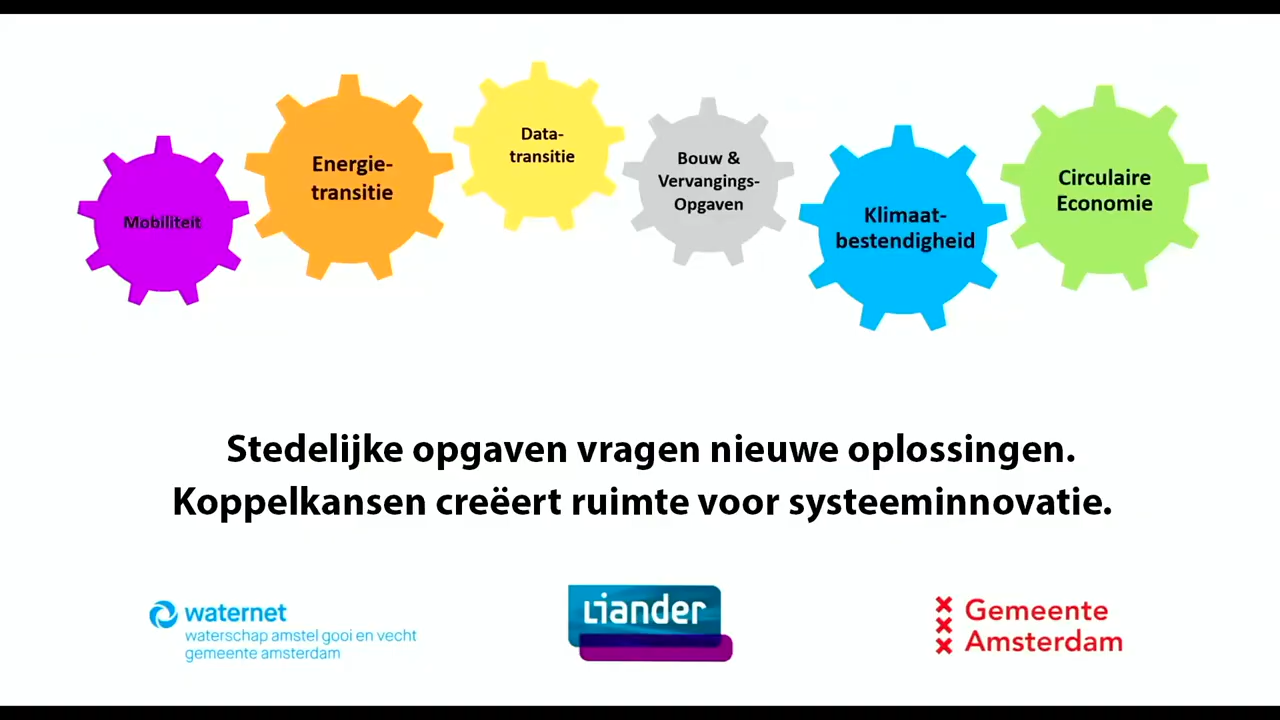 Mobiliteit
Energie-
transitie
Data-
transitie
Bouw &
Vervangings-
Opgaven
Klimaat-
bestendigheid
Circulaire
Economie
Stedelijke opgaven vragen nieuwe oplossingen.
Koppelkansen creëert ruimte voor systeeminnovatie.
waternet
waterschap amstel gooi en vecht
gemeente amsterdam
Liander
Gemeente
Amsterdam